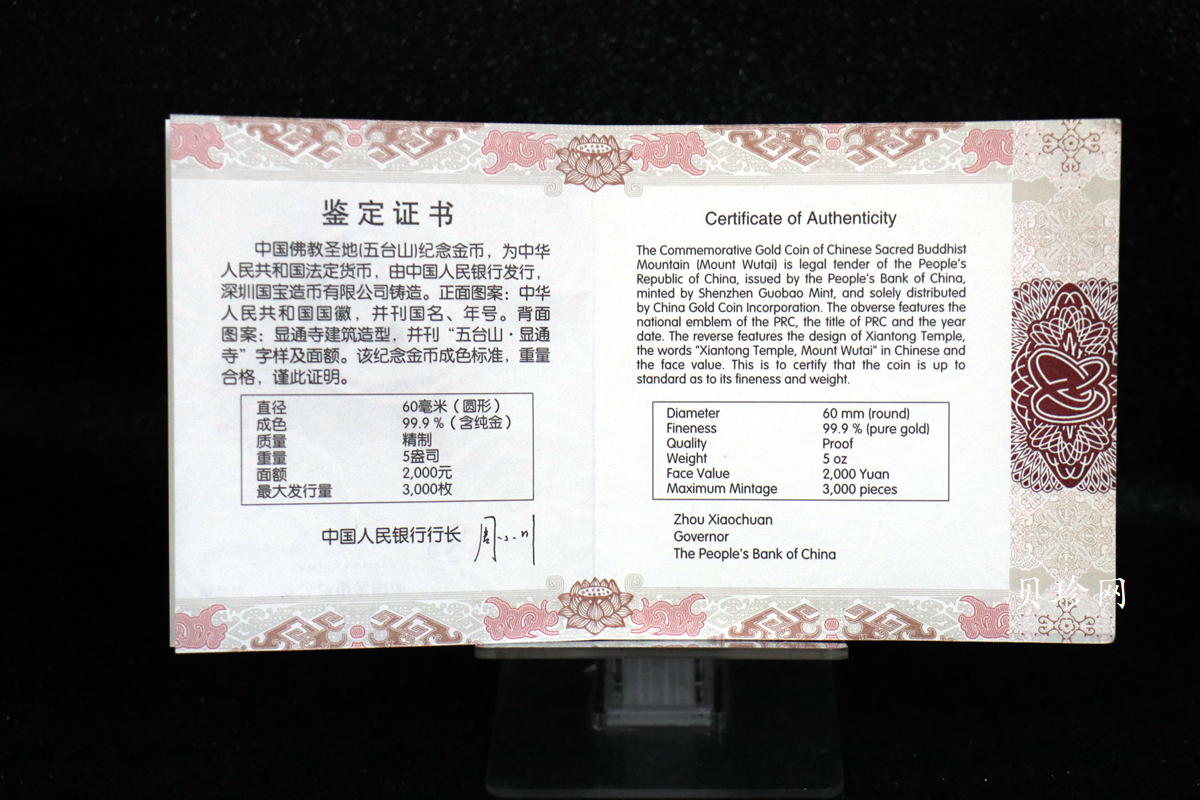 鉴定证书
中国佛教圣地(五台山)纪念金币，为中华
人民共和国法定货币，由中国人民银行发行，
深圳国宝造币有限公司铸造。正面图案：中华
人民共和国国徽，并刊国名、年号。背面
图案：显通寺建筑造型，并刊“五台山·显通
寺”字样及面额。该纪念金币成色标准，重量
合格，谨此证明。
直径 60毫米（圆形）
成色 99.9％（含纯金）
质量 精制
重量 5盎司
面额 2,000元
最大发行量 3,000枚
中国人民银行行长 周小川
Certificate of Authenticity
The Commemorative Gold Coin of Chinese Sacred Buddhist
Mountain (Mount Wutai) is legal tender of the People's
Republic of China, issued by the People's Bank of China,
minted by Shenzhen Guobao Mint, and solely distributed
by China Gold Coin Incorporation. The obverse features the
national emblem of the PRC, the title of PRC and the year
date. The reverse features the design of Xiantong Temple,
the words "Xiantong Temple, Mount Wutai" in Chinese and
the face value. This is to certify that the coin is up to
standard as to its fineness and weight.
Diameter 60 mm (round)
Fineness 99.9 % (pure gold)
Quality Proof
Weight 5 oz
Face Value 2,000 Yuan
Maximum Mintage 3,000 pieces
Zhou Xiaochuan
Governor
The People's Bank of China
贝珍网